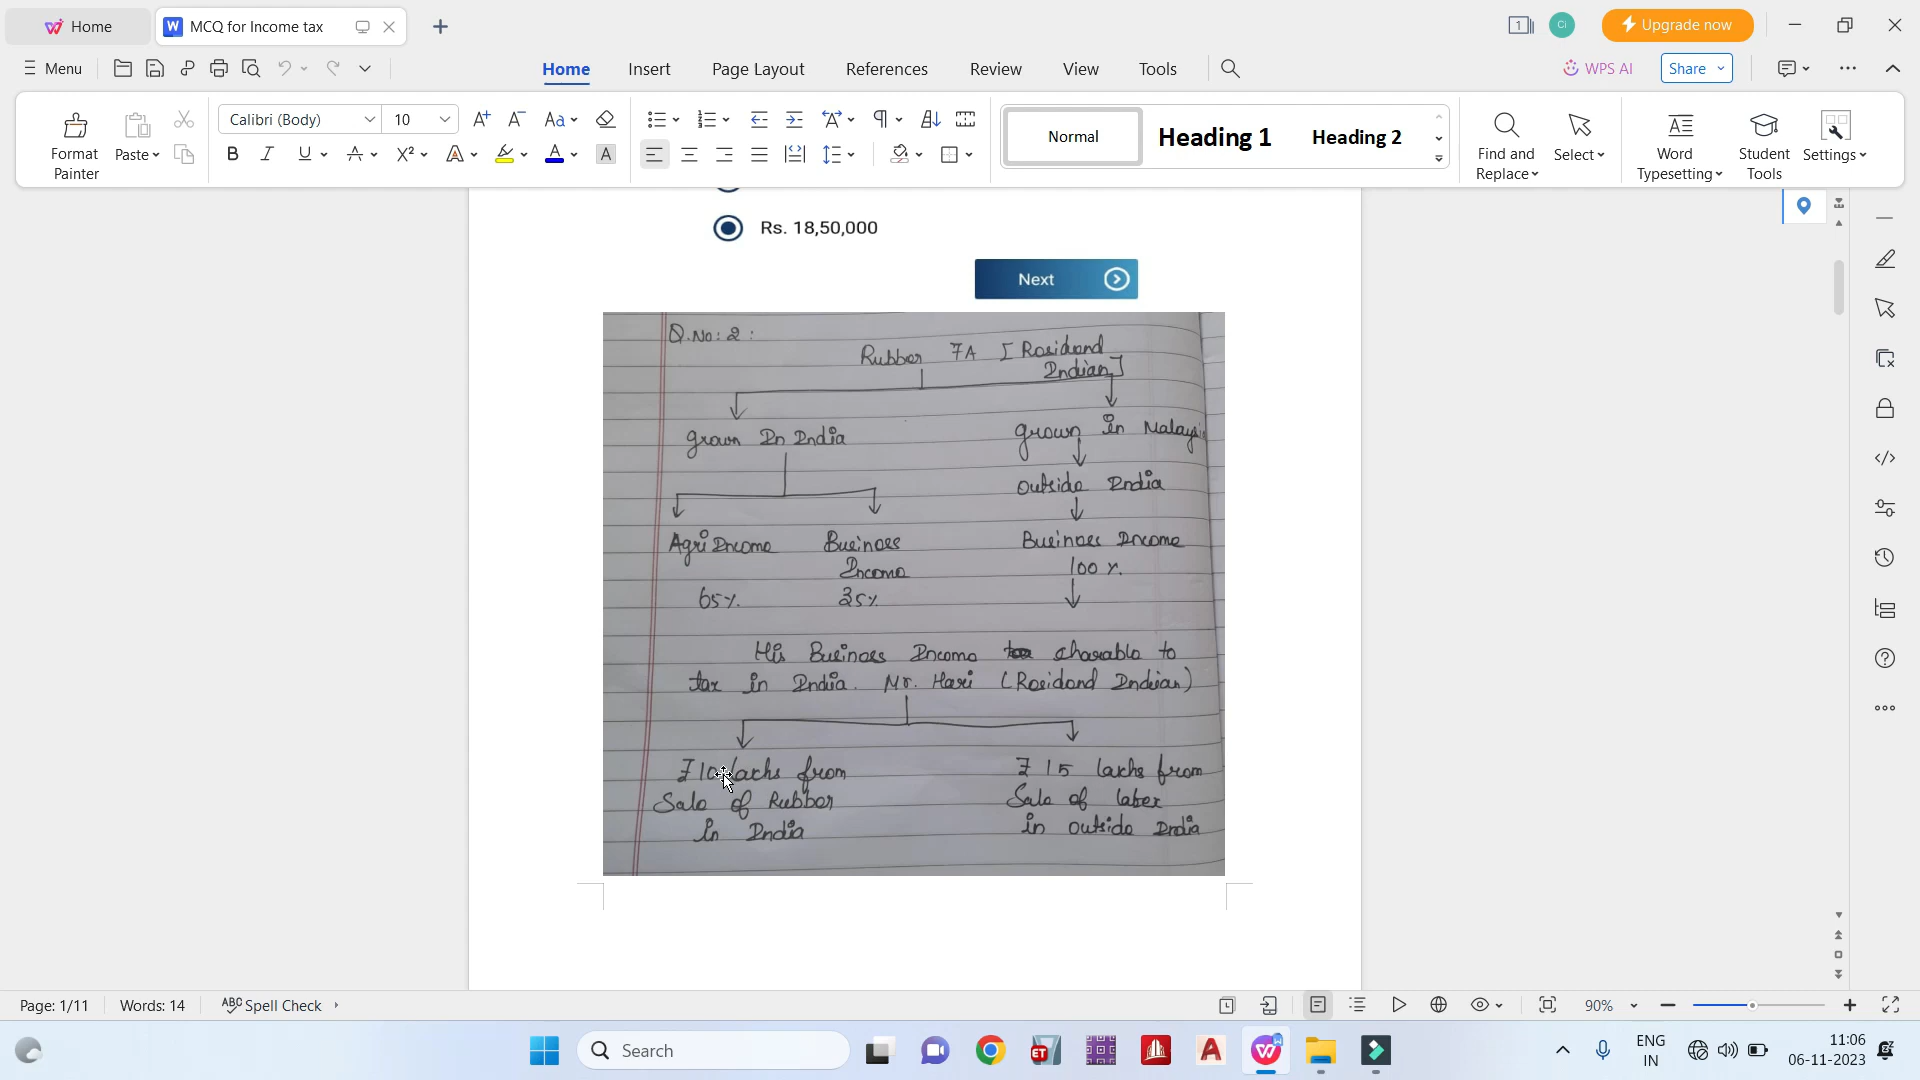 Home
MCQ for Income tax
Upgrade now
Menu
Home Insert Page Layout References Review View Tools
WPS AI
Share
Calibri (Body) 10
Format Painter
Paste
Normal
Heading 1
Heading 2
Find and Replace
Select
Word Typesetting
Student Tools
Settings
Rs. 18,50,000
Next
Q.No: 2 :
Rubber 7A [Resident
Indian]
grown In India
grown in Malaysi
outside India
Agri Income
Business
Income
Business Income
100 %.
65%.
35%
His Business Income charable to
tax in India. Mr. Hari (Resident Indian)
₹ 10 lachs from
Sale of Rubber
in India
₹ 15 lachs from
Sale of latex
in outside India
Page: 1/11 Words: 14 Spell Check
90%
Search
ENG
IN
11:06
06-11-2023